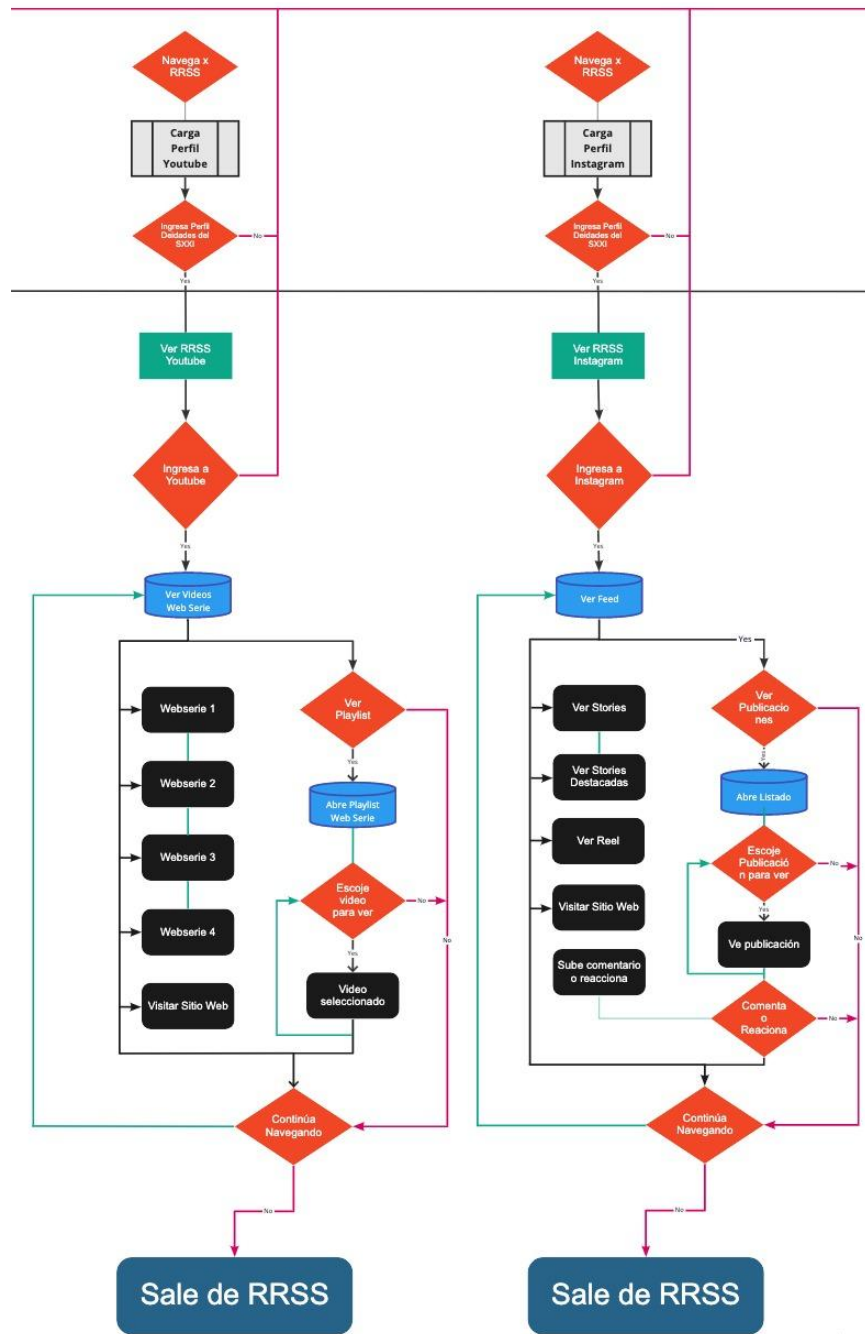 Navega x
RRSS
Carga
Perfil
Youtube
Ingresa Perfil
Deidades del
SXXI
No
Yes
Ver RRSS
Youtube
Ingresa a
Youtube
Yes
Ver Videos
Web Serie
Webserie 1
Webserie 2
Webserie 3
Webserie 4
Visitar Sitio Web
Ver
Playlist
Yes
No
Abre Playlist
Web Serie
Escoje
video
para ver
No
Yes
Video
seleccionado
Continúa
Navegando
No
Sale de RRSS
Navega x
RRSS
Carga
Perfil
Instagram
Ingresa Perfil
Deidades del
SXXI
No
Yes
Ver RRSS
Instagram
Ingresa a
Instagram
Yes
Ver Feed
Yes
Ver Stories
Ver Stories
Destacadas
Ver Reel
Visitar Sitio Web
Sube comentario
o reacciona
Ver
Publicacio
nes
Yes
No
Abre Listado
Escoje
Publicació
n para ver
No
Yes
Ve publicación
Comenta
o
Reaciona
No
Continúa
Navegando
No
Sale de RRSS